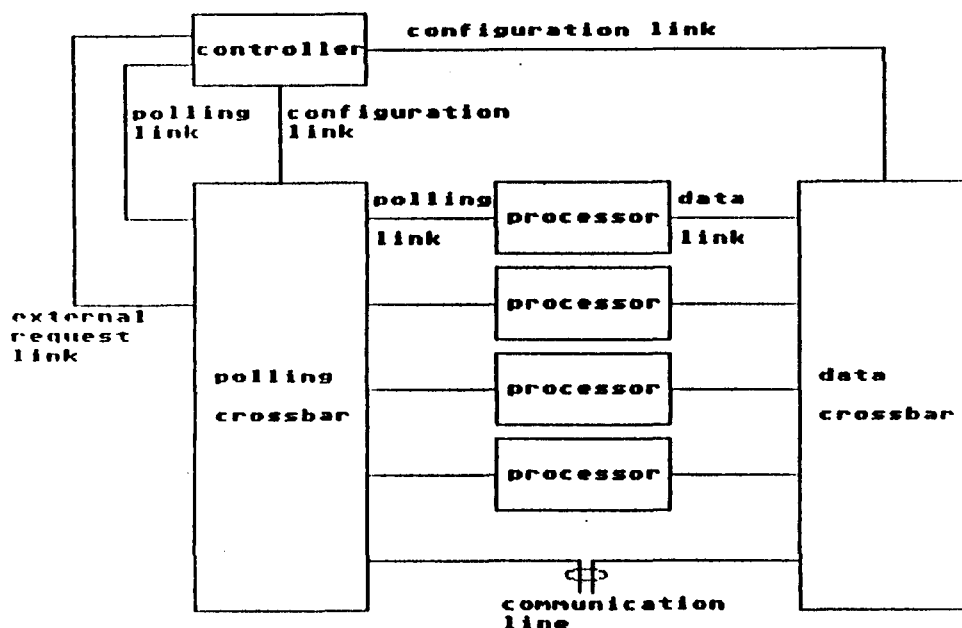 configuration link
controller
polling
link
configuration
link
polling
link
processor
data
link
processor
external
request
link
polling
crossbar
processor
data
crossbar
processor
communication
line